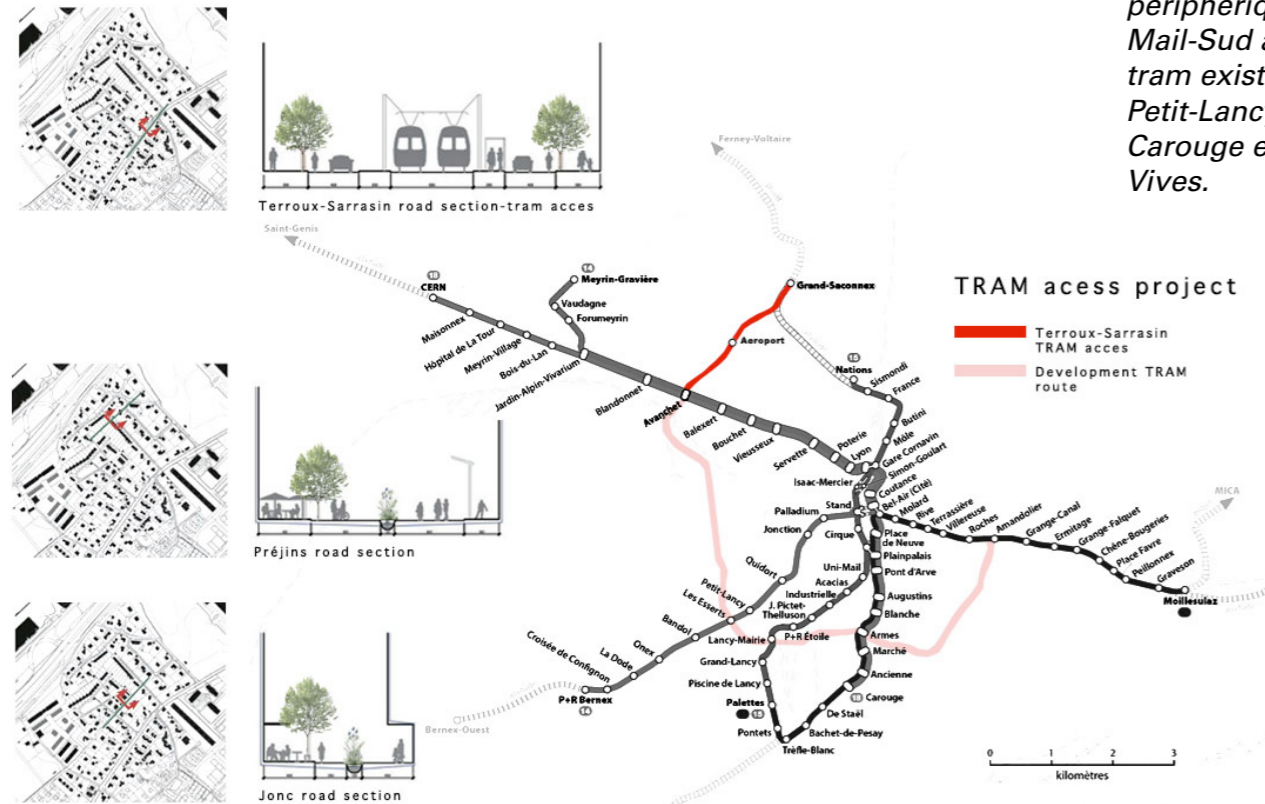 périphériq
Mail-Sud a
tram exist
Petit-Lancy
Carouge e
Vives.
Terroux-Sarrasin road section-tram acces
Préjins road section
Jonc road section
TRAM acess project
Terroux-Sarrasin
TRAM acces
Development TRAM
route
Ferney-Voltaire
Saint-Genis
18
CERN
14
Meyrin-Gravière
Vaudagne
Forumeyrin
Maisonnex
Hôpital de La Tour
Meyrin-Village
Bois-du-Lan
Jardin-Alpin-Vivarium
Blandonnet
Avanchet
Balexert
Bouchet
Vieusseux
Servette
Poterie
Lyon
Grand-Saconnex
Aeroport
15
Nations
Sismondi
France
Butini
Môle
Gare Cornavin
Simon-Goulart
Isaac-Mercier
Coutance
Bel-Air (Cité)
Stand
Molard
Rive
Terrassière
Villereuse
Roches
Amandolier
Grange-Canal
Ermitage
Grange-Falquet
Chêne-Bougeries
Place Favre
Peillonnex
Graveson
Moillesulaz
MICA
Palladium
Jonction
Cirque
Place
de Neuve
Plainpalais
Pont d'Arve
Uni-Mail
Acacias
Industrielle
J. Pictet-
Thellusson
P+R Étoile
Augustins
Blanche
Armes
Marché
Ancienne
18
Carouge
Quidort
Petit-Lancy
Les Esserts
Bandol
Onex
La Dode
Croisée de Confignon
P+R Bernex
14
Bernex-Ouest
Lancy-Mairie
Grand-Lancy
Piscine de Lancy
Palettes
15
Pontets
Trèfle-Blanc
Bachet-de-Pesay
De Staël
0 1 2 3
kilomètres